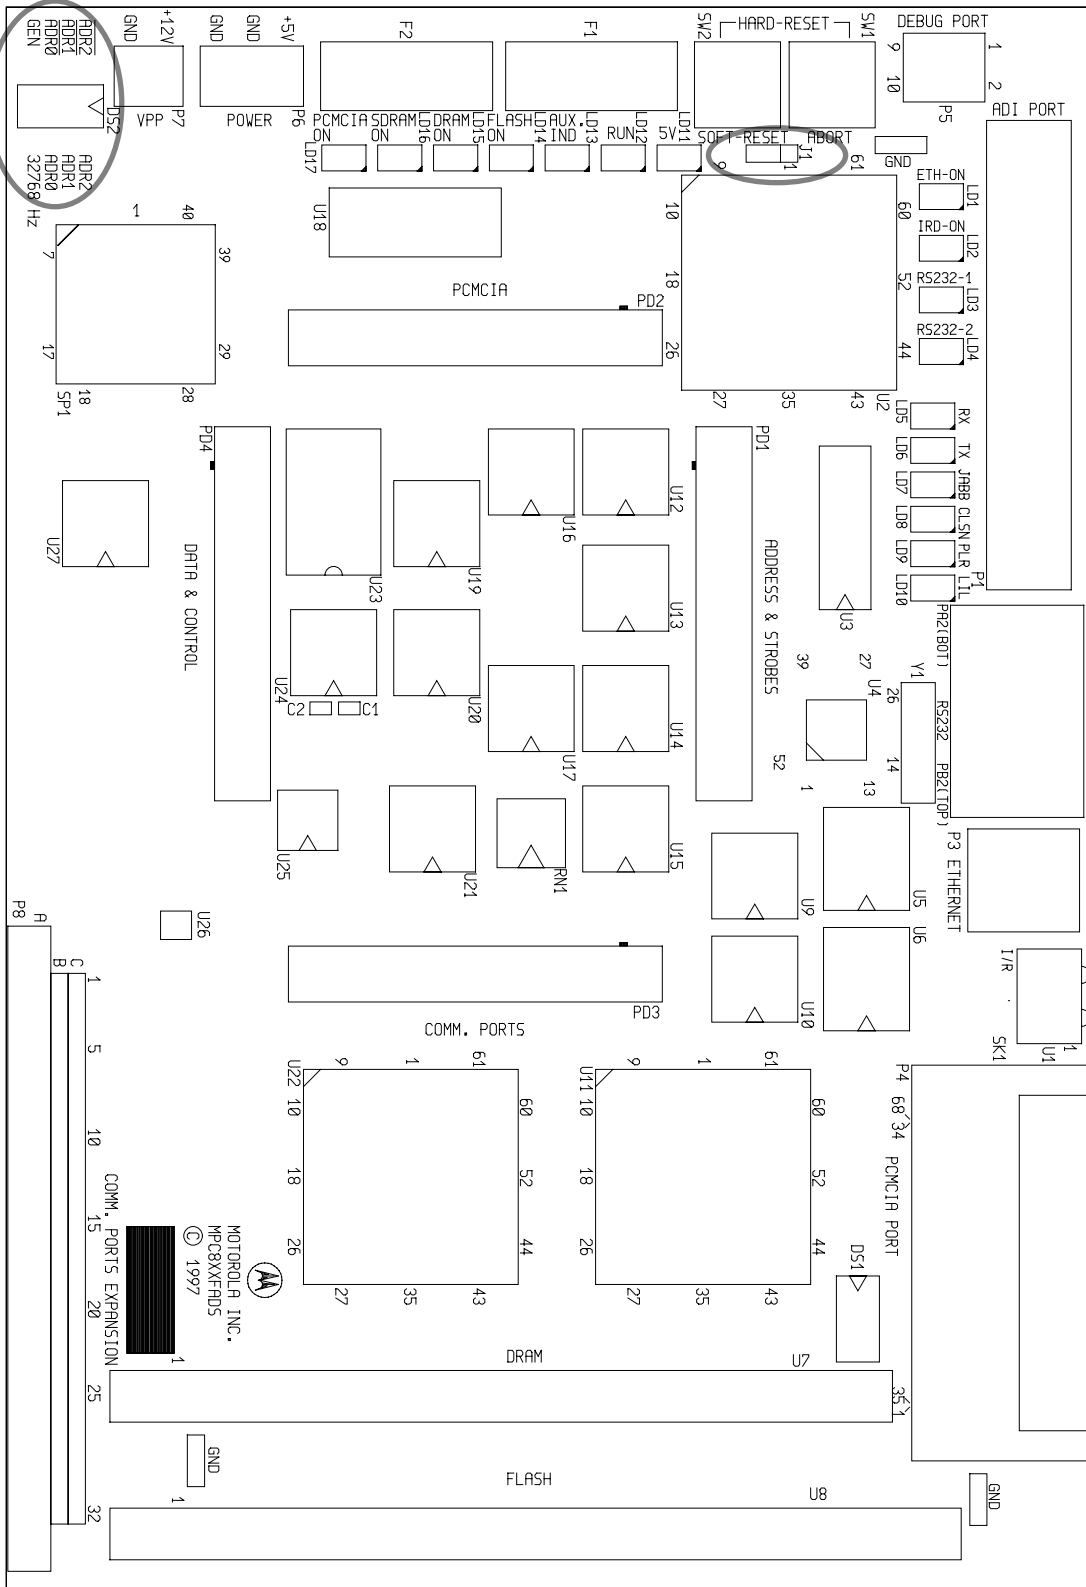 ADR2
ADR1
ADR0
GEN
DS2
ADR2
ADR1
ADR0
32768 Hz
+12V
GND
VPP
P7
GND
GND
+5V
POWER
P6
F2
F1
SW2
HARD-RESET
SW1
DEBUG PORT
9
1
10
2
P5
ADI PORT
PCMCIA ON
LD17
SDRAM ON
LD16
DRAM ON
LD15
FLASH ON
LD14
AUX. IND
LD13
RUN
LD12
5V
LD11
SOFT-RESET
ABORT
J1
9
1
61
GND
ETH-ON
LD1
IRD-ON
LD2
RS232-1
LD3
RS232-2
LD4
10
18
26
60
52
44
27
35
43
U2
U18
PCMCIA
PD2
1
40
7
39
17
29
18
28
SP1
LD5
RX
LD6
TX
LD7
JABB
LD8
CLSN
LD9
PLR
LD10
LIL
P1
PD4
PD1
U12
U16
U19
U23
U27
DATA & CONTROL
ADDRESS & STROBES
U13
U3
PA2(BOT)
RS232
PB2(TOP)
39
27
U4
26
Y1
14
52
1
13
U24
C2
C1
U20
U17
U14
U25
U21
RN1
U15
U9
U5
P3 ETHERNET
P8
A
B
C
U26
U10
U6
I/R
1
U1
SK1
PD3
COMM. PORTS
1
5
10
15
20
25
32
COMM. PORTS EXPANSION
U22
9
1
61
10
60
18
52
26
44
27
35
43
U11
9
1
61
10
60
18
52
26
44
27
35
43
P4
68
34
PCMCIA PORT
MOTOROLA INC.
MPC8XXFADS
© 1997
DS1
1
DRAM
U7
35
1
GND
1
FLASH
U8
GND